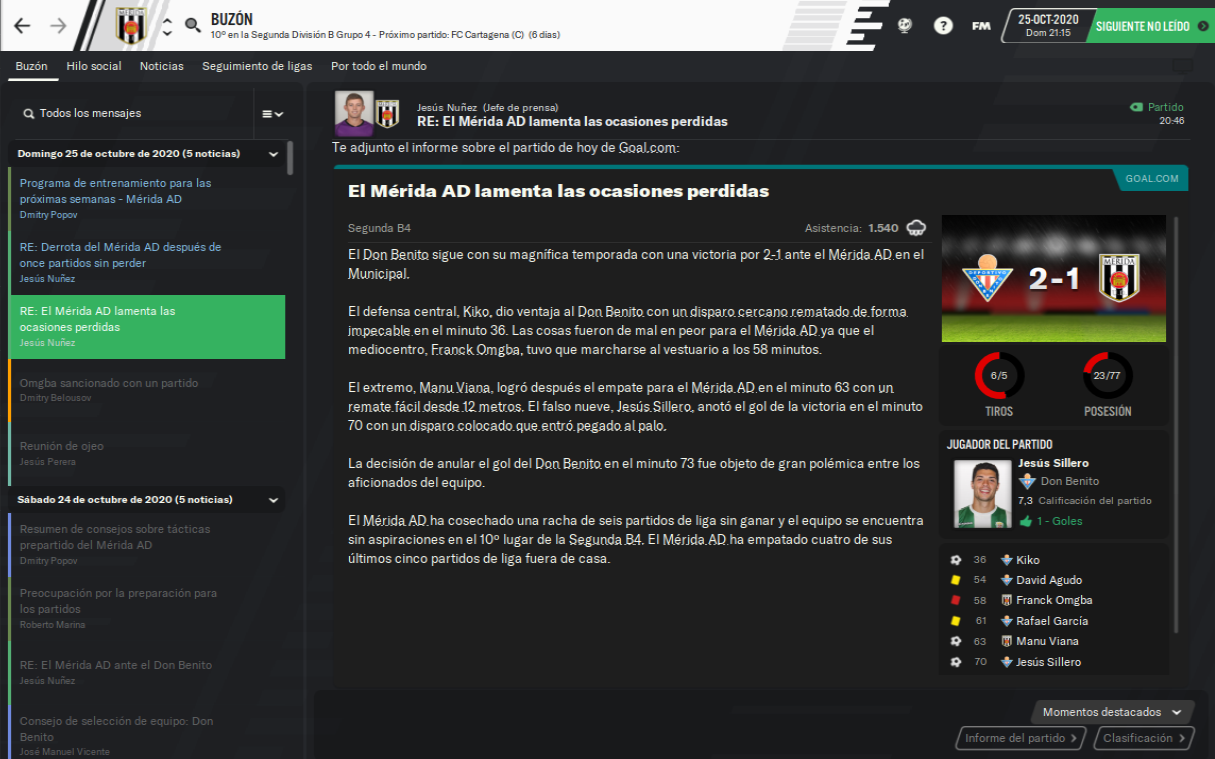 BUZÓN
10º en la Segunda División B Grupo 4 - Próximo partido: FC Cartagena (C) (6 días)
?
FM
25-OCT-2020
Dom 21:15
SIGUIENTE NO LEÍDO
Buzón
Hilo social
Noticias
Seguimiento de ligas
Por todo el mundo
Todos los mensajes
Domingo 25 de octubre de 2020 (5 noticias)
Programa de entrenamiento para las
próximas semanas - Mérida AD
Dmitry Popov
RE: Derrota del Mérida AD después de
once partidos sin perder
Jesús Nuñez
RE: El Mérida AD lamenta las
ocasiones perdidas
Jesús Nuñez
Omgba sancionado con un partido
Dmitry Belousov
Reunión de ojeo
Jesús Perera
Sábado 24 de octubre de 2020 (5 noticias)
Resumen de consejos sobre tácticas
prepartido del Mérida AD
Dmitry Popov
Preocupación por la preparación para
los partidos
Roberto Marina
RE: El Mérida AD ante el Don Benito
Jesús Nuñez
Consejo de selección de equipo: Don
Benito
José Manuel Vicente
Jesús Nuñez (Jefe de prensa)
RE: El Mérida AD lamenta las ocasiones perdidas
Partido
20:46
Te adjunto el informe sobre el partido de hoy de Goal.com:
GOAL.COM
El Mérida AD lamenta las ocasiones perdidas
Segunda B4
Asistencia: 1.540
El Don Benito sigue con su magnífica temporada con una victoria por 2-1 ante el Mérida AD en el
Municipal.
El defensa central, Kiko, dio ventaja al Don Benito con un disparo cercano rematado de forma
impecable en el minuto 36. Las cosas fueron de mal en peor para el Mérida AD ya que el
mediocentro, Franck Omgba, tuvo que marcharse al vestuario a los 58 minutos.
El extremo, Manu Viana, logró después el empate para el Mérida AD en el minuto 63 con un
remate fácil desde 12 metros. El falso nueve, Jesús Sillero, anotó el gol de la victoria en el minuto
70 con un disparo colocado que entró pegado al palo.
La decisión de anular el gol del Don Benito en el minuto 73 fue objeto de gran polémica entre los
aficionados del equipo.
El Mérida AD ha cosechado una racha de seis partidos de liga sin ganar y el equipo se encuentra
sin aspiraciones en el 10º lugar de la Segunda B4. El Mérida AD ha empatado cuatro de sus
últimos cinco partidos de liga fuera de casa.
DEPORTIVO
2-1
MERIDA
6/5
TIROS
23/77
POSESIÓN
JUGADOR DEL PARTIDO
Jesús Sillero
Don Benito
7,3 Calificación del partido
1 - Goles
36 Kiko
54 David Agudo
58 Franck Omgba
61 Rafael García
63 Manu Viana
70 Jesús Sillero
Momentos destacados
Informe del partido
Clasificación